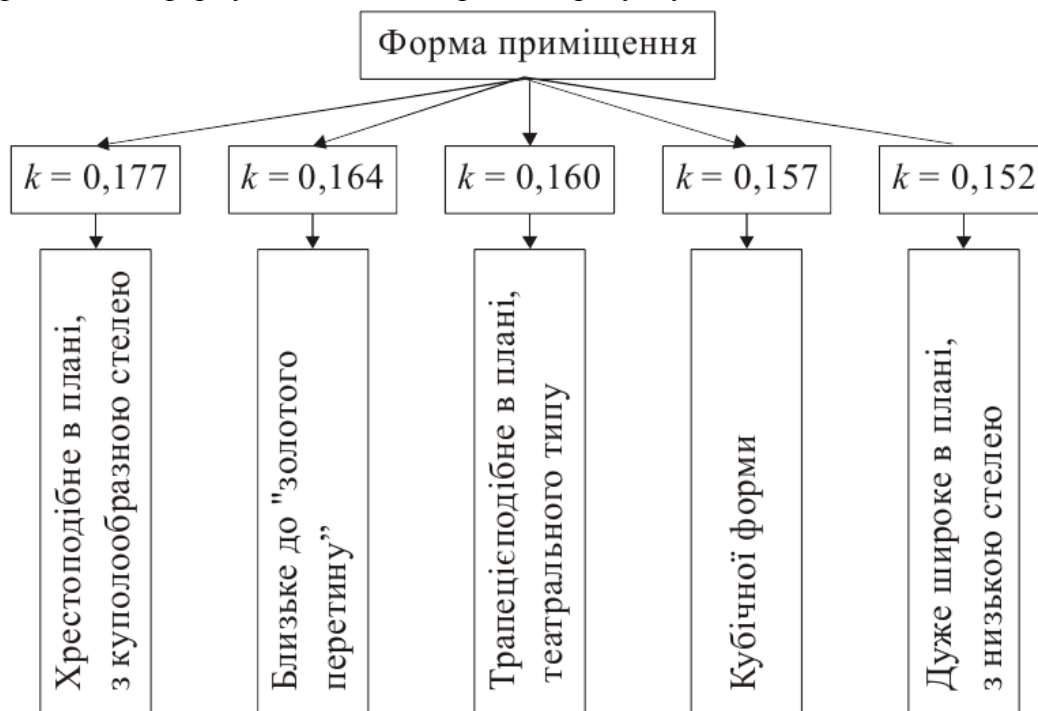 Форма приміщення
k = 0,177
k = 0,164
k = 0,160
k = 0,157
k = 0,152
Хрестоподібне в плані,
з куполообразною стелею
Близьке до "золотого
перетину”
Трапецієподібне в плані,
театрального типу
Кубічної форми
Дуже широке в плані,
з низькою стелею